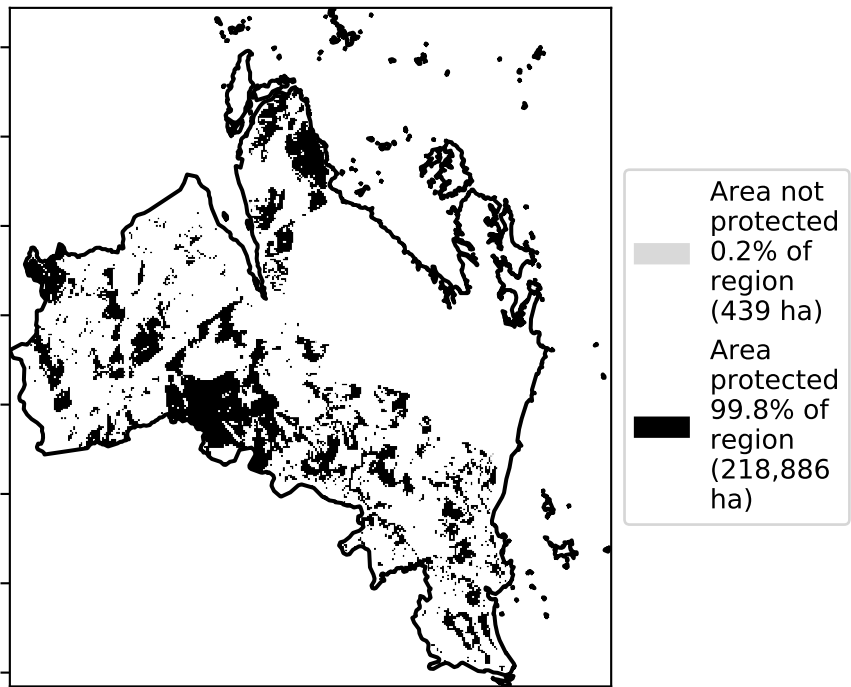 Area not
protected
0.2% of
region
(439 ha)
Area
protected
99.8% of
region
(218,886
ha)